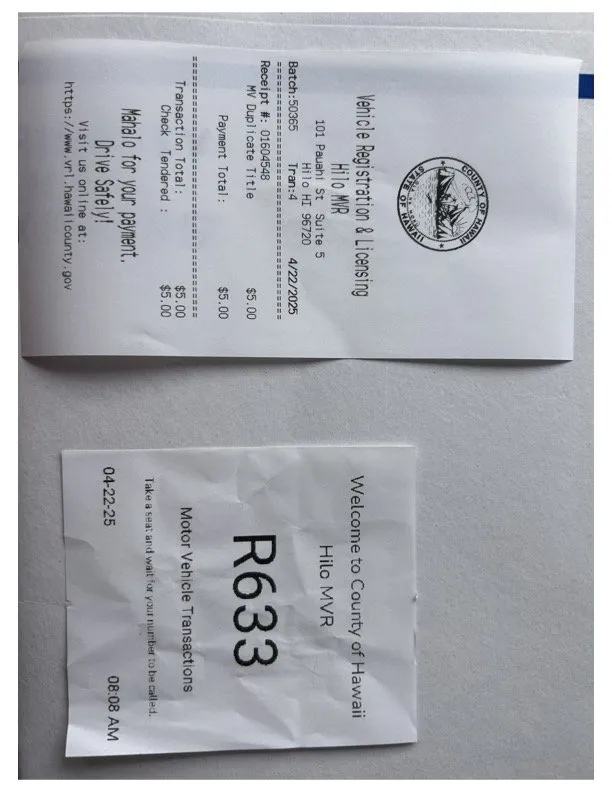 COUNTY OF HAWAII
STATE OF HAWAII
Vehicle Registration & Licensing
Hilo MVR
101 Pauahi St Suite 5
Hilo HI 96720
Batch:50365 Tran:4 4/22/2025
==================================
Receipt #: 01604548
MV Duplicate Title $5.00
Payment Total: $5.00
==================================
Transaction Total: $5.00
Check Tendered : $5.00
Mahalo for your payment.
Drive Safely!
Visit us online at:
https://www.vrl.hawaiicounty.gov
Welcome to County of Hawaii
Hilo MVR
R633
Motor Vehicle Transactions
Take a seat and wait for your number to be called.
04-22-25 08:08 AM